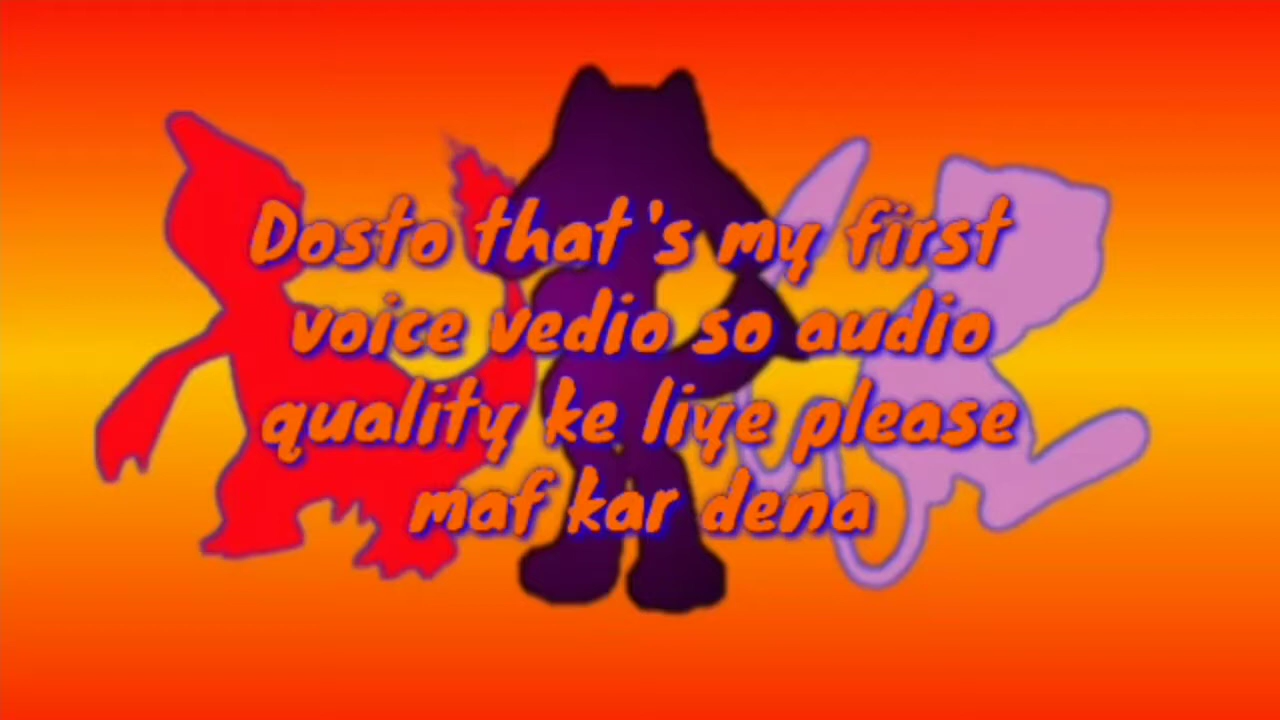 Dosto that's my first
voice vedio so audio
quality ke liye please
maf kar dena